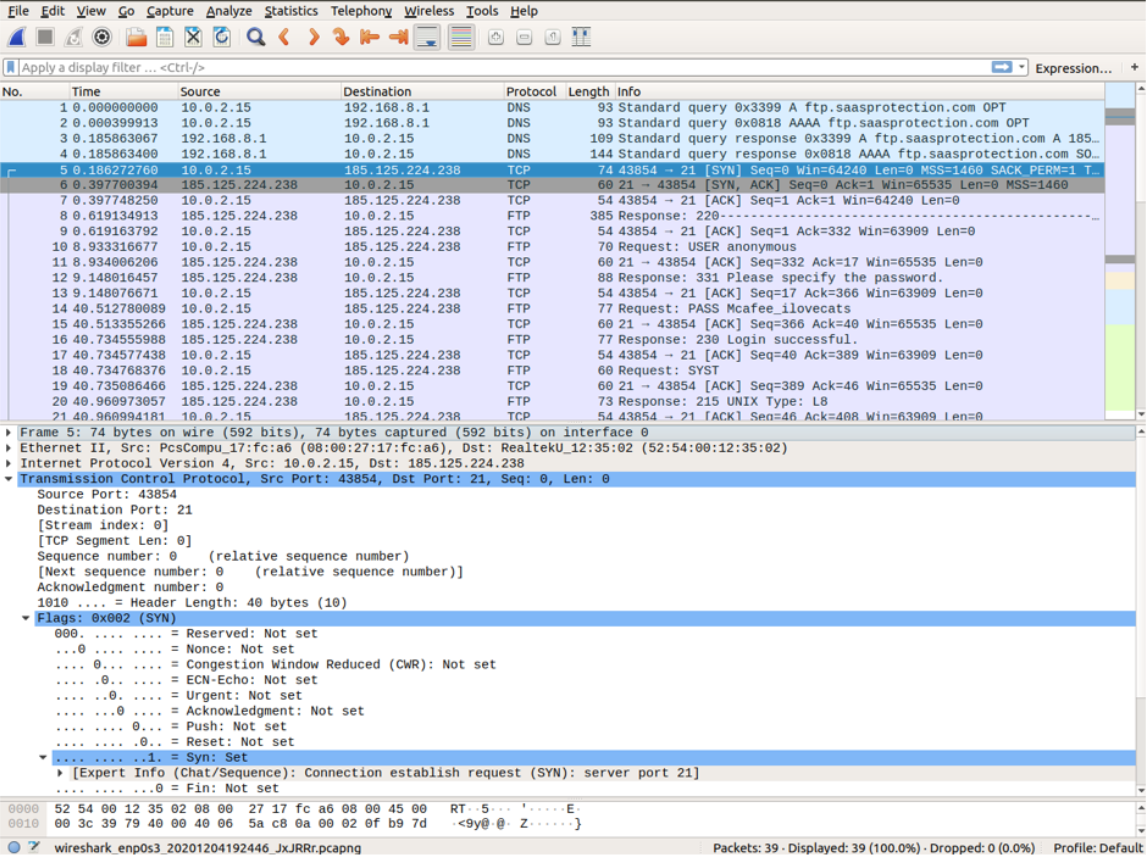 File Edit View Go Capture Analyze Statistics Telephony Wireless Tools Help
Apply a display filter ... <Ctrl-/> Expression... +
No. Time Source Destination Protocol Length Info
1 0.000000000 10.0.2.15 192.168.8.1 DNS 93 Standard query 0x3399 A ftp.saasprotection.com OPT
2 0.000399913 10.0.2.15 192.168.8.1 DNS 93 Standard query 0x0818 AAAA ftp.saasprotection.com OPT
3 0.185863067 192.168.8.1 10.0.2.15 DNS 109 Standard query response 0x3399 A ftp.saasprotection.com A 185…
4 0.185863400 192.168.8.1 10.0.2.15 DNS 144 Standard query response 0x0818 AAAA ftp.saasprotection.com SO…
5 0.186272760 10.0.2.15 185.125.224.238 TCP 74 43854 → 21 [SYN] Seq=0 Win=64240 Len=0 MSS=1460 SACK_PERM=1 T…
6 0.397700394 185.125.224.238 10.0.2.15 TCP 60 21 → 43854 [SYN, ACK] Seq=0 Ack=1 Win=65535 Len=0 MSS=1460
7 0.397748250 10.0.2.15 185.125.224.238 TCP 54 43854 → 21 [ACK] Seq=1 Ack=1 Win=64240 Len=0
8 0.619134913 185.125.224.238 10.0.2.15 FTP 385 Response: 220---------------------------------------------…
9 0.619163792 10.0.2.15 185.125.224.238 TCP 54 43854 → 21 [ACK] Seq=1 Ack=332 Win=63909 Len=0
10 8.933316677 10.0.2.15 185.125.224.238 FTP 70 Request: USER anonymous
11 8.934006206 185.125.224.238 10.0.2.15 TCP 60 21 → 43854 [ACK] Seq=332 Ack=17 Win=65535 Len=0
12 9.148016457 185.125.224.238 10.0.2.15 FTP 88 Response: 331 Please specify the password.
13 9.148076671 10.0.2.15 185.125.224.238 TCP 54 43854 → 21 [ACK] Seq=17 Ack=366 Win=63909 Len=0
14 40.512780089 10.0.2.15 185.125.224.238 FTP 77 Request: PASS Mcafee_ilovecats
15 40.513355266 185.125.224.238 10.0.2.15 TCP 60 21 → 43854 [ACK] Seq=366 Ack=40 Win=65535 Len=0
16 40.734555988 185.125.224.238 10.0.2.15 FTP 77 Response: 230 Login successful.
17 40.734577438 10.0.2.15 185.125.224.238 TCP 54 43854 → 21 [ACK] Seq=40 Ack=389 Win=63909 Len=0
18 40.734768376 10.0.2.15 185.125.224.238 FTP 60 Request: SYST
19 40.735086466 185.125.224.238 10.0.2.15 TCP 60 21 → 43854 [ACK] Seq=389 Ack=46 Win=65535 Len=0
20 40.960973057 185.125.224.238 10.0.2.15 FTP 73 Response: 215 UNIX Type: L8
21 40.960994181 10.0.2.15 185.125.224.238 TCP 54 43854 → 21 [ACK] Seq=46 Ack=408 Win=63909 Len=0
Frame 5: 74 bytes on wire (592 bits), 74 bytes captured (592 bits) on interface 0
Ethernet II, Src: PcsCompu_17:fc:a6 (08:00:27:17:fc:a6), Dst: RealtekU_12:35:02 (52:54:00:12:35:02)
Internet Protocol Version 4, Src: 10.0.2.15, Dst: 185.125.224.238
Transmission Control Protocol, Src Port: 43854, Dst Port: 21, Seq: 0, Len: 0
Source Port: 43854
Destination Port: 21
[Stream index: 0]
[TCP Segment Len: 0]
Sequence number: 0 (relative sequence number)
[Next sequence number: 0 (relative sequence number)]
Acknowledgment number: 0
1010 .... = Header Length: 40 bytes (10)
Flags: 0x002 (SYN)
000. .... .... = Reserved: Not set
...0 .... .... = Nonce: Not set
.... 0... .... = Congestion Window Reduced (CWR): Not set
.... .0.. .... = ECN-Echo: Not set
.... ..0. .... = Urgent: Not set
.... ...0 .... = Acknowledgment: Not set
.... .... 0... = Push: Not set
.... .... .0.. = Reset: Not set
.... .... ..1. = Syn: Set
[Expert Info (Chat/Sequence): Connection establish request (SYN): server port 21]
.... .... ...0 = Fin: Not set
0000 52 54 00 12 35 02 08 00 27 17 fc a6 08 00 45 00 RT··5··· '·····E·
0010 00 3c 39 79 40 00 40 06 5a c8 0a 00 02 0f b9 7d ·<9y@·@· Z······}
wireshark_enp0s3_20201204192446_JxJRRr.pcapng Packets: 39 · Displayed: 39 (100.0%) · Dropped: 0 (0.0%) Profile: Default